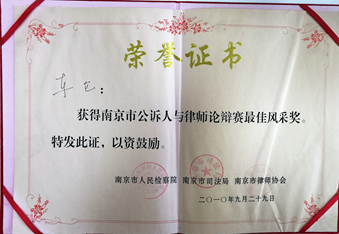 荣誉证书
车 :
获得南京市公诉人与律师论辩赛最佳风采奖。
特发此证，以资鼓励。
南京市人民检察院 南京市司法局 南京市律师协会
二〇一〇年九月二十九日